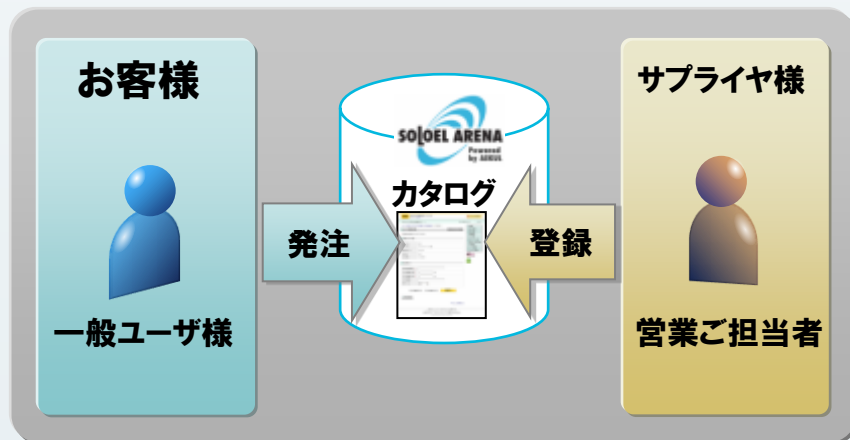 お客様
サプライヤ様
SOLOEL ARENA
Powered
by ASKUL
カタログ
発注
登録
一般ユーザ様
営業ご担当者